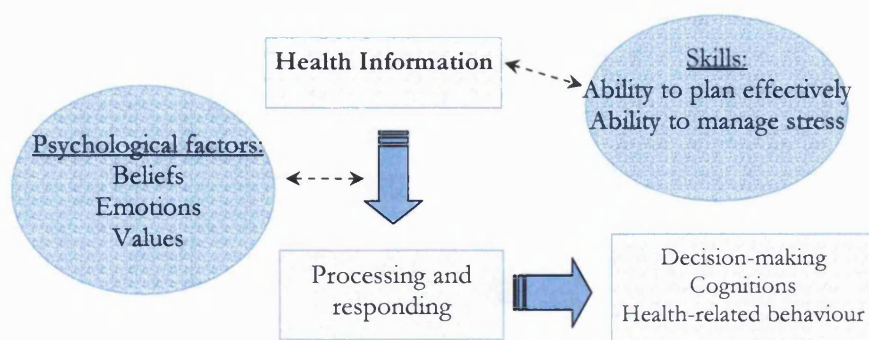 Health Information
Skills:
Ability to plan effectively
Ability to manage stress
Psychological factors:
Beliefs
Emotions
Values
Processing and
responding
Decision-making
Cognitions
Health-related behaviour